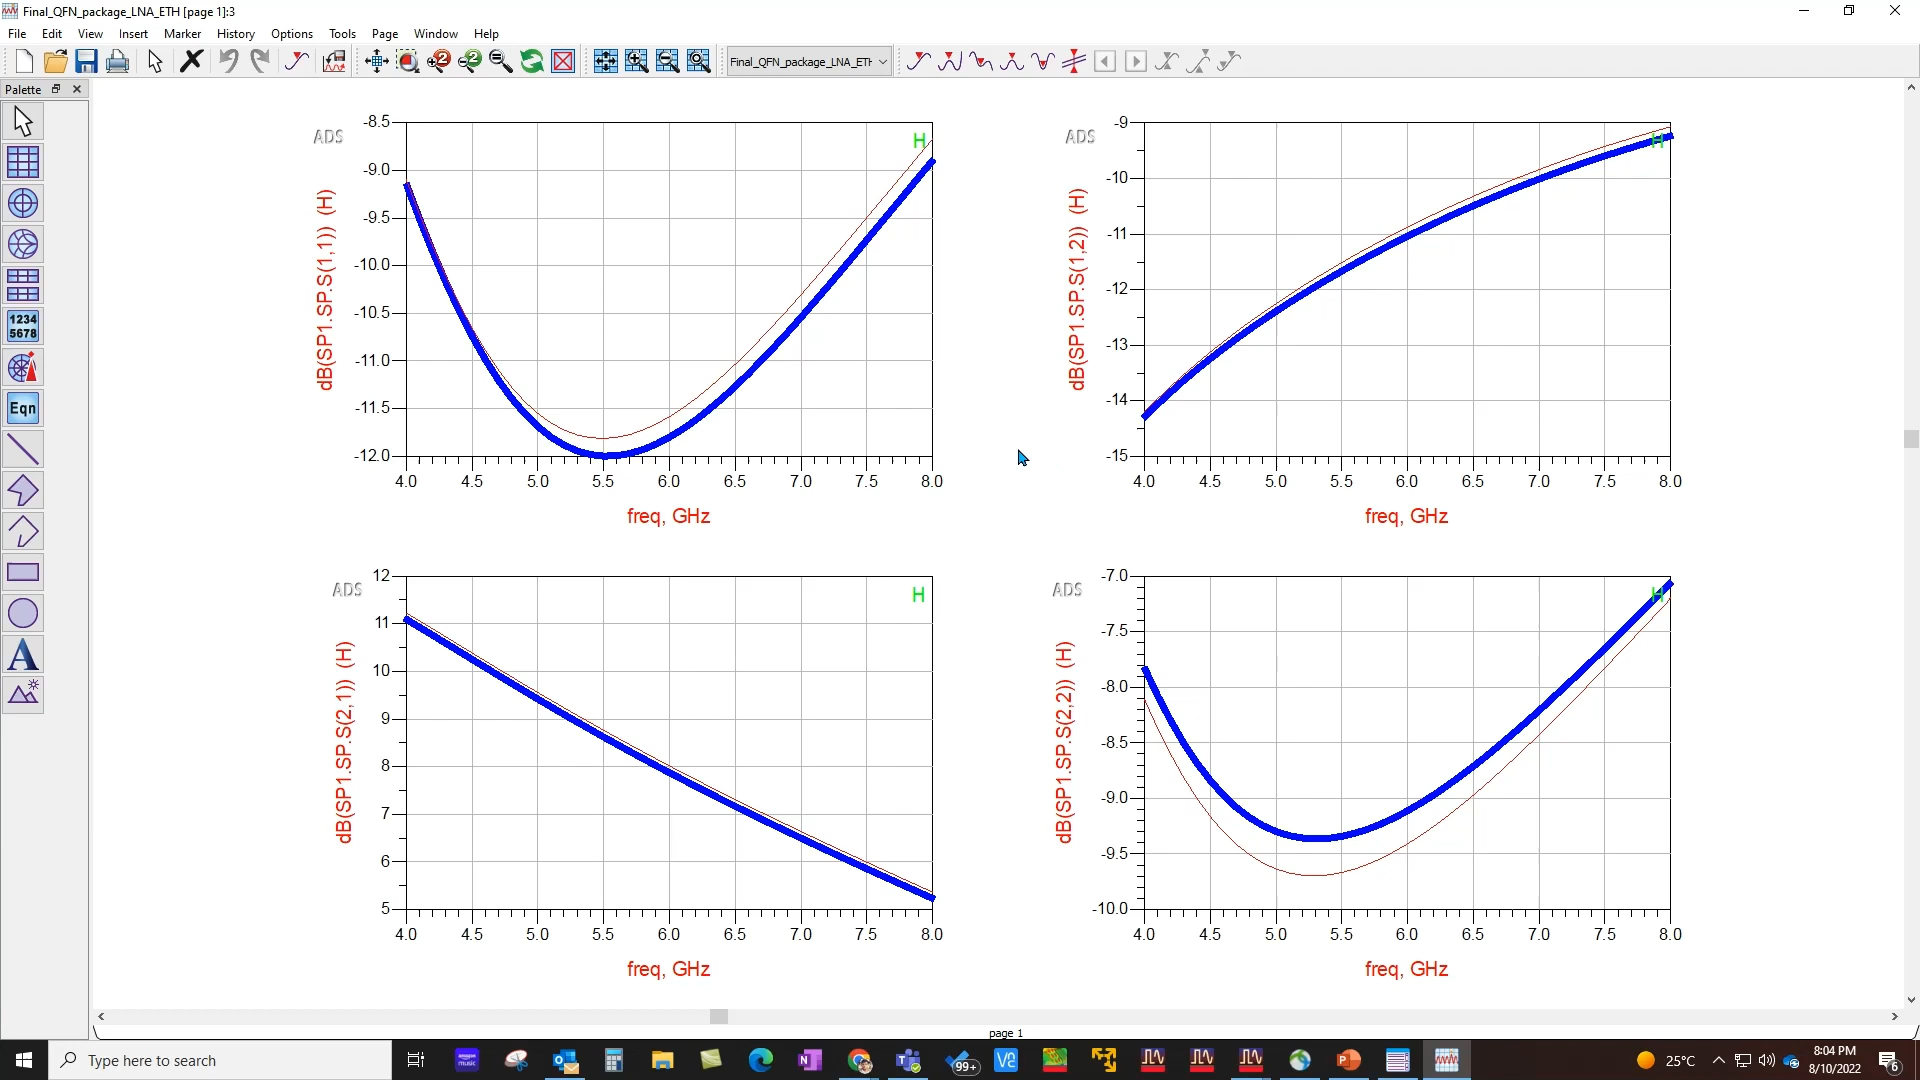 Final_QFN_package_LNA_ETH [page 1]:3
File Edit View Insert Marker History Options Tools Page Window Help
Final_QFN_package_LNA_ETH
Palette
1234
5678
Eqn
A
ADS
H
dB(SP1.SP.S(1,1)) (H)
-8.5
-9.0
-9.5
-10.0
-10.5
-11.0
-11.5
-12.0
4.0 4.5 5.0 5.5 6.0 6.5 7.0 7.5 8.0
freq, GHz
ADS
H
dB(SP1.SP.S(1,2)) (H)
-9
-10
-11
-12
-13
-14
-15
4.0 4.5 5.0 5.5 6.0 6.5 7.0 7.5 8.0
freq, GHz
ADS
H
dB(SP1.SP.S(2,1)) (H)
12
11
10
9
8
7
6
5
4.0 4.5 5.0 5.5 6.0 6.5 7.0 7.5 8.0
freq, GHz
ADS
H
dB(SP1.SP.S(2,2)) (H)
-7.0
-7.5
-8.0
-8.5
-9.0
-9.5
-10.0
4.0 4.5 5.0 5.5 6.0 6.5 7.0 7.5 8.0
freq, GHz
page 1
Type here to search
99+
25°C
8:04 PM
8/10/2022
6